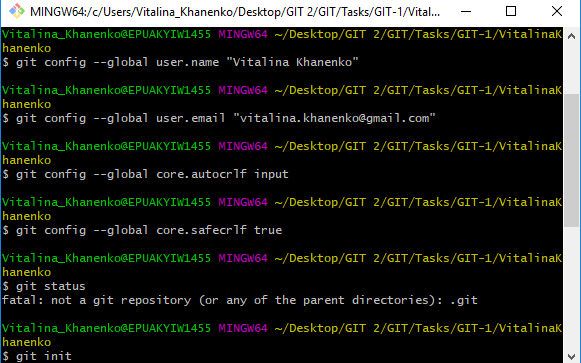 MINGW64:/c/Users/Vitalina_Khanenko/Desktop/GIT 2/GIT/Tasks/GIT-1/Vital...
Vitalina_Khanenko@EPUAKYIW1455 MINGW64 ~/Desktop/GIT 2/GIT/Tasks/GIT-1/VitalinaK
hanenko
$ git config --global user.name "Vitalina Khanenko"
Vitalina_Khanenko@EPUAKYIW1455 MINGW64 ~/Desktop/GIT 2/GIT/Tasks/GIT-1/VitalinaK
hanenko
$ git config --global user.email "vitalina.khanenko@gmail.com"
Vitalina_Khanenko@EPUAKYIW1455 MINGW64 ~/Desktop/GIT 2/GIT/Tasks/GIT-1/VitalinaK
hanenko
$ git config --global core.autocrlf input
Vitalina_Khanenko@EPUAKYIW1455 MINGW64 ~/Desktop/GIT 2/GIT/Tasks/GIT-1/VitalinaK
hanenko
$ git config --global core.safecrlf true
Vitalina_Khanenko@EPUAKYIW1455 MINGW64 ~/Desktop/GIT 2/GIT/Tasks/GIT-1/VitalinaK
hanenko
$ git status
fatal: not a git repository (or any of the parent directories): .git
Vitalina_Khanenko@EPUAKYIW1455 MINGW64 ~/Desktop/GIT 2/GIT/Tasks/GIT-1/VitalinaK
hanenko
$ git init